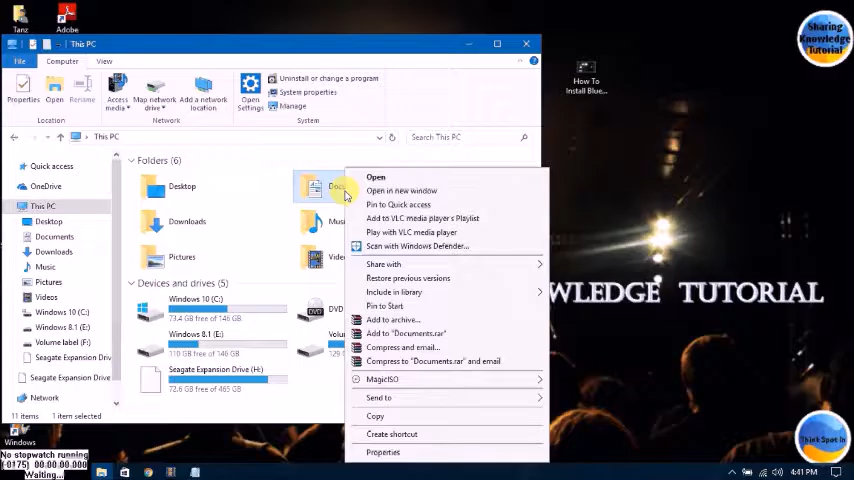 Tanz
Adobe
Sharing
Knowledge
Tutorial
This PC
File
Computer
View
Properties
Open
Rename
Access
media
Map network
drive
Add a network
location
Open
Settings
Uninstall or change a program
System properties
Manage
Location
Network
System
This PC
Search This PC
Quick access
OneDrive
This PC
Desktop
Documents
Downloads
Music
Pictures
Videos
Windows 10 (C:)
Windows 8.1 (E:)
Volume label (F:)
Seagate Expansion Driv
Seagate Expansion Drive
Network
Folders (6)
Desktop
Downloads
Pictures
Devices and drives (5)
Windows 10 (C:)
73.4 GB free of 146 GB
DVD
Windows 8.1 (E:)
110 GB free of 146 GB
Seagate Expansion Drive (H:)
72.6 GB free of 465 GB
11 items
1 item selected
Open
Open in new window
Pin to Quick access
Add to VLC media player's Playlist
Play with VLC media player
Scan with Windows Defender...
Share with
Restore previous versions
Include in library
Pin to Start
Add to archive...
Add to "Documents.rar"
Compress and email...
Compress to "Documents.rar" and email
MagicISO
Send to
Copy
Create shortcut
Properties
How To
Install Blue...
WLEDGE TUTORIAL
Think Spot In
Windows
No stopwatch running
(-0175) 00:00:00.000
Waiting...
4:41 PM